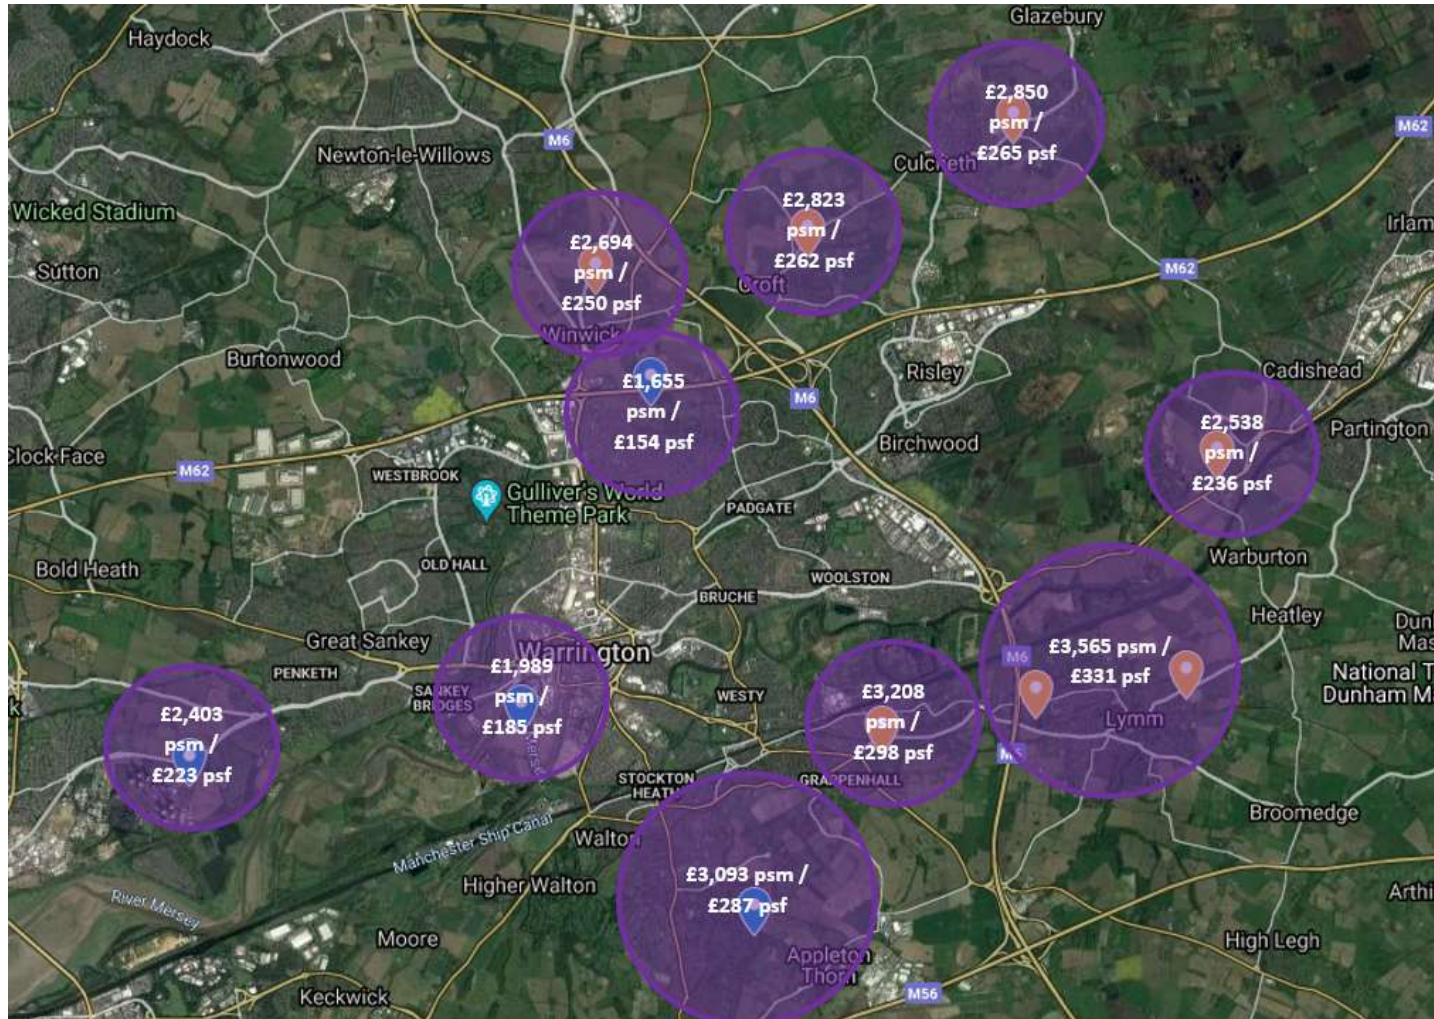 Glazebury
Haydock
£2,850
psm /
£265 psf
M62
M6
Newton-le-Willows
Culcheth
£2,823
psm /
£262 psf
Wicked Stadium
Irlam
£2,694
psm /
£250 psf
Sutton
M62
Croft
Winwick
Burtonwood
£1,655
psm /
£154 psf
Risley
Cadishead
M6
£2,538
psm /
£236 psf
Partington
Birchwood
Clock Face
M62
WESTBROOK
Gulliver's World
Theme Park
PADGATE
Warburton
Bold Heath
OLD HALL
WOOLSTON
BRUCHE
Heatley
Great Sankey
Warrington
£3,565 psm /
£331 psf
M6
National T
Dunham M
PENKETH
£1,989
psm /
£185 psf
SANKEY
BRIDGES
WESTY
£3,208
psm /
£298 psf
Lymm
£2,403
psm /
£223 psf
M6
STOCKTON
HEATH
GRAPPENHALL
Broomedge
Manchester Ship Canal
Walton
£3,093 psm /
£287 psf
Higher Walton
River Mersey
Arthi
Moore
High Legh
Appleton
Thorn
M56
Keckwick